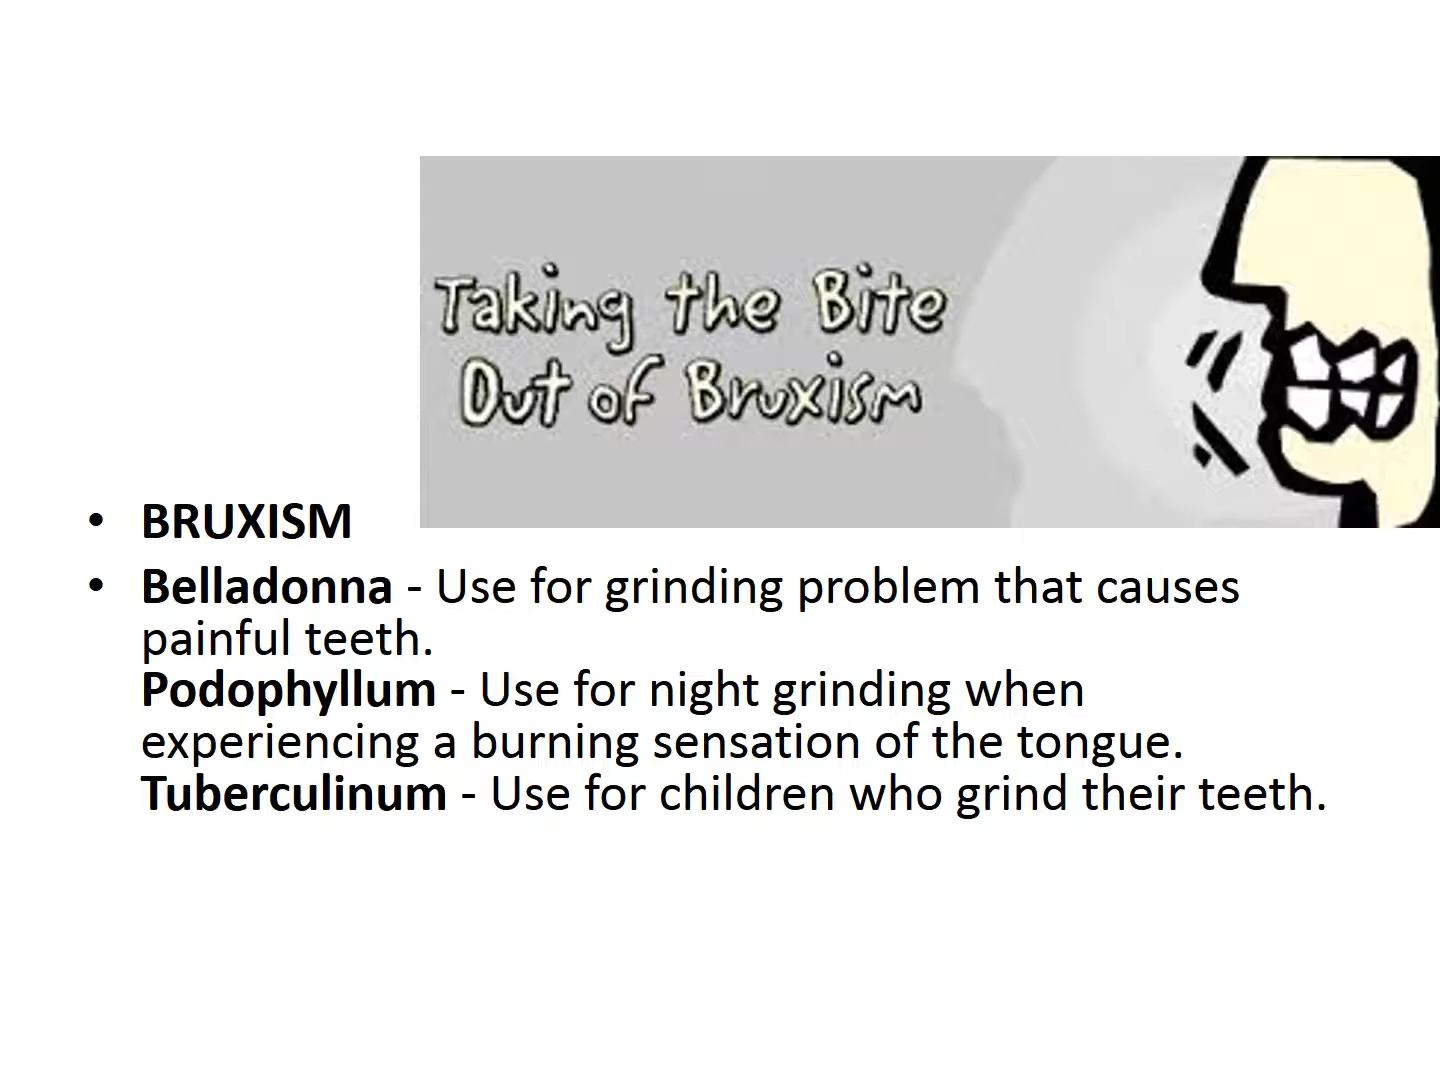 Taking the Bite
Out of Bruxism
• BRUXISM
• Belladonna - Use for grinding problem that causes
painful teeth.
Podophyllum - Use for night grinding when
experiencing a burning sensation of the tongue.
Tuberculinum - Use for children who grind their teeth.